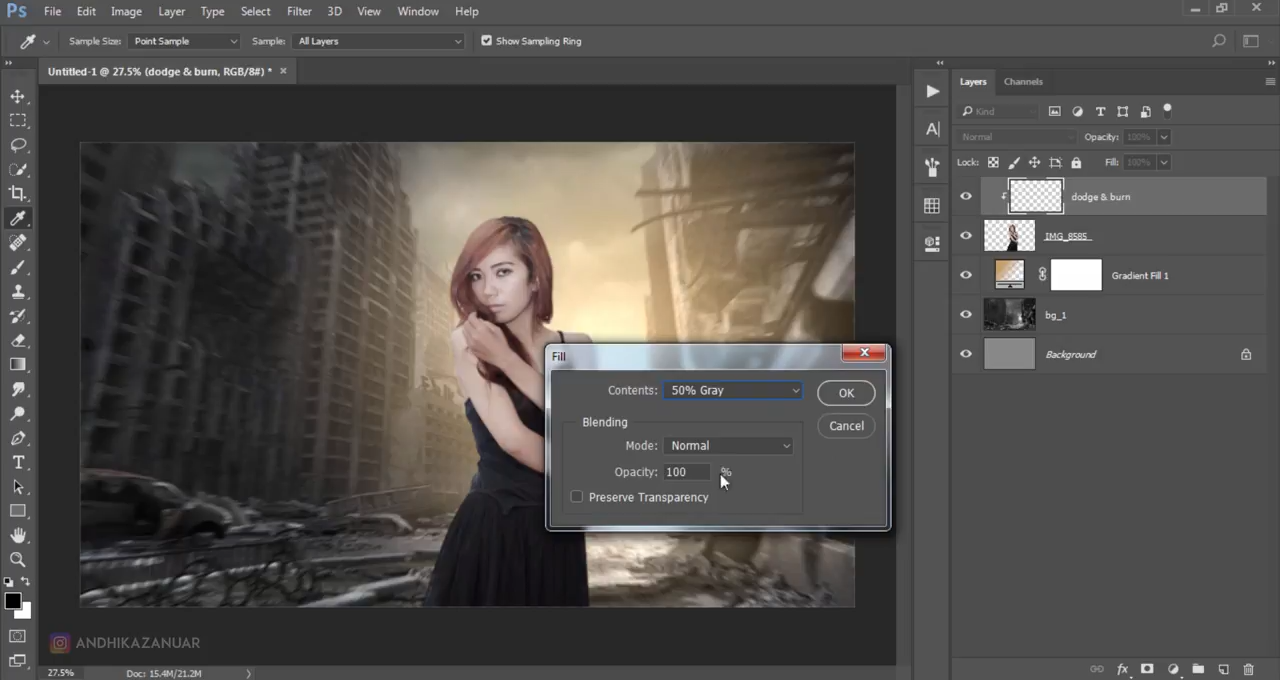 Ps File Edit Image Layer Type Select Filter 3D View Window Help
Sample Size: Point Sample Sample: All Layers Show Sampling Ring
Untitled-1 @ 27.5% (dodge & burn, RGB/8#) *
Layers Channels
Kind
Normal Opacity: 100%
Lock: Fill: 100%
dodge & burn
IMG_8585
Gradient Fill 1
bg_1
Background
Fill
Contents: 50% Gray OK
Blending Cancel
Mode: Normal
Opacity: 100 %
Preserve Transparency
ANDHIKAZANUAR
27.5% Doc: 15.4M/21.2M